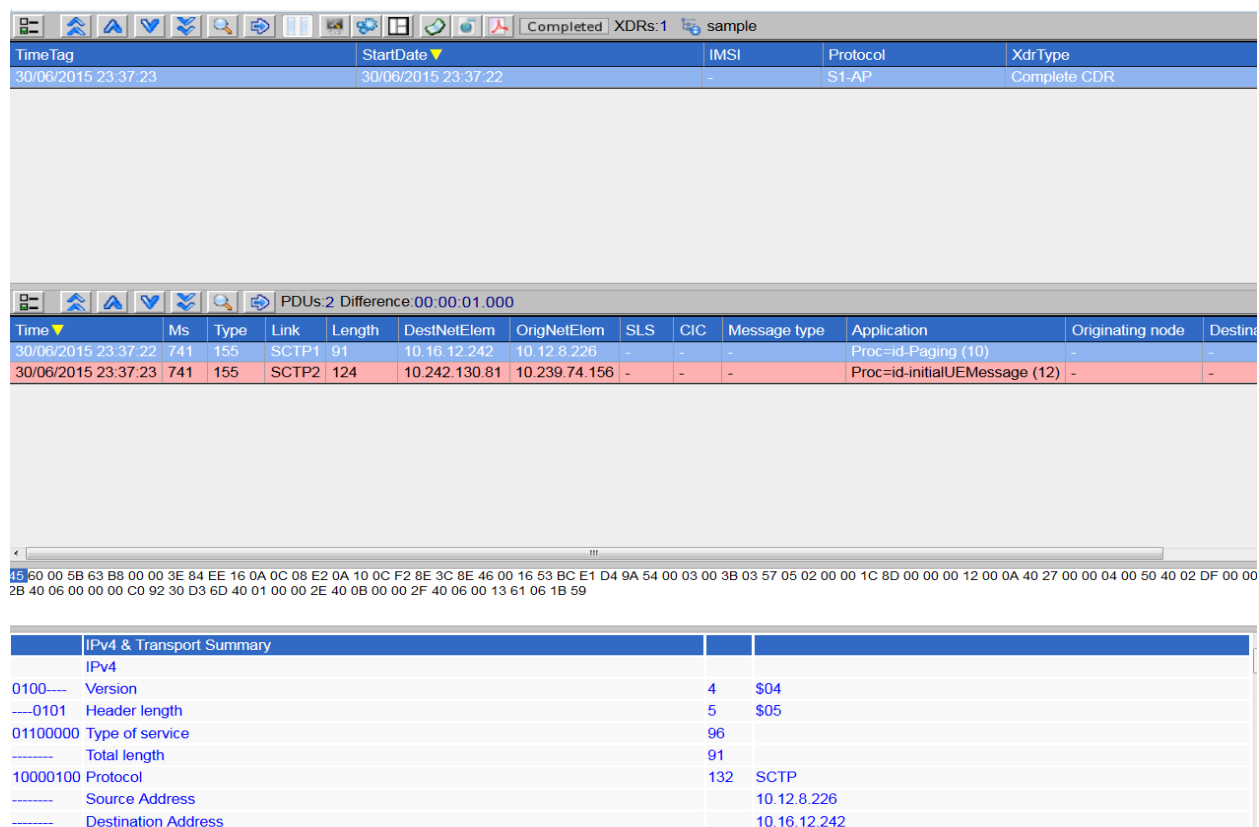 Completed XDRs:1 sample
TimeTag StartDate IMSI Protocol XdrType
30/06/2015 23:37:23 30/06/2015 23:37:22 - S1-AP Complete CDR
PDUs:2 Difference:00:00:01.000
Time Ms Type Link Length DestNetElem OrigNetElem SLS CIC Message type Application Originating node Destina
30/06/2015 23:37:22 741 155 SCTP1 91 10.16.12.242 10.12.8.226 - - - Proc=id-Paging (10) - -
30/06/2015 23:37:23 741 155 SCTP2 124 10.242.130.81 10.239.74.156 - - - Proc=id-initialUEMessage (12) - -
45 60 00 5B 63 B8 00 00 3E 84 EE 16 0A 0C 08 E2 0A 10 0C F2 8E 3C 8E 46 00 16 53 BC E1 D4 9A 54 00 03 00 3B 03 57 05 02 00 00 1C 8D 00 00 00 12 00 0A 40 27 00 00 04 00 50 40 02 DF 00 00
2B 40 06 00 00 00 C0 92 30 D3 6D 40 01 00 00 2E 40 0B 00 00 2F 40 06 00 13 61 06 1B 59
IPv4 & Transport Summary
IPv4
0100---- Version 4 $04
----0101 Header length 5 $05
01100000 Type of service 96
-------- Total length 91
10000100 Protocol 132 SCTP
-------- Source Address 10.12.8.226
-------- Destination Address 10.16.12.242